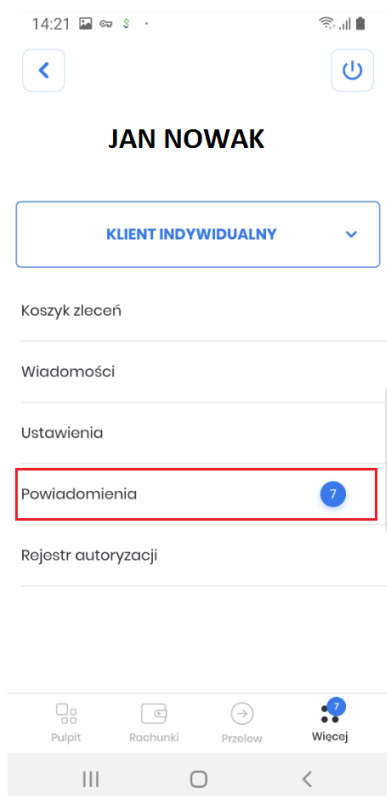 14:21
JAN NOWAK
KLIENT INDYWIDUALNY
Koszyk zleceń
Wiadomości
Ustawienia
Powiadomienia 7
Rejestr autoryzacji
7
Pulpit Rachunki Przelew Więcej